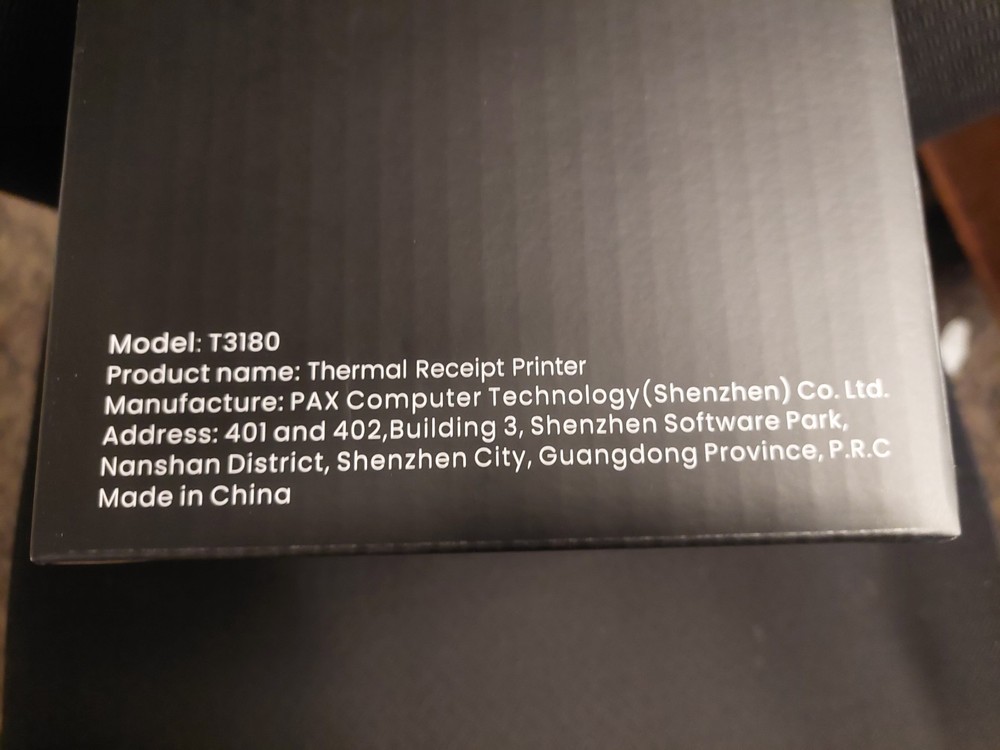 Model: T3180
Product name: Thermal Receipt Printer
Manufacture: PAX Computer Technology(Shenzhen) Co. Ltd.
Address: 401 and 402,Building 3, Shenzhen Software Park,
Nanshan District, Shenzhen City, Guangdong Province, P.R.C
Made in China